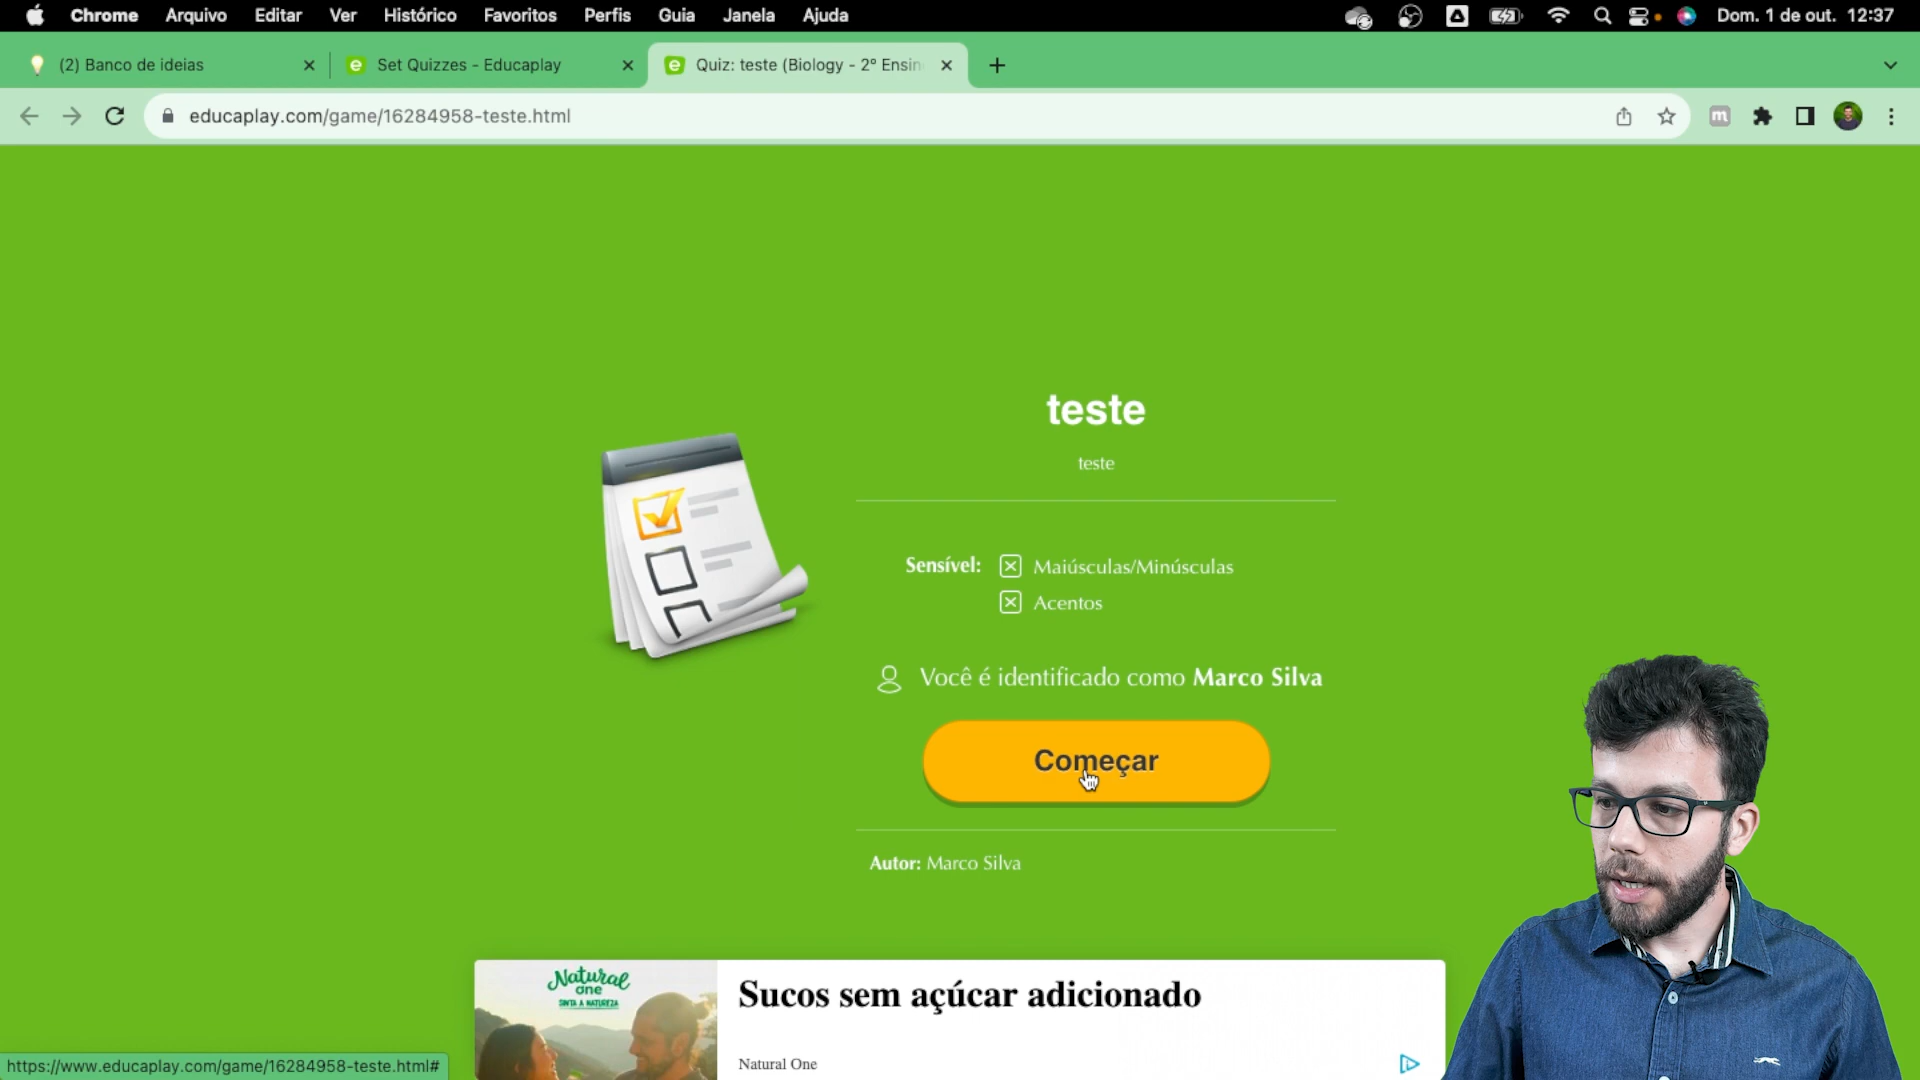 Chrome Arquivo Editar Ver Histórico Favoritos Perfis Guia Janela Ajuda Dom. 1 de out. 12:37
(2) Banco de ideias Set Quizzes - Educaplay Quiz: teste (Biology - 2º Ensin
educaplay.com/game/16284958-teste.html m
teste
teste
Sensível: Maiúsculas/Minúsculas
Acentos
Você é identificado como Marco Silva
Começar
Autor: Marco Silva
Natural
one
SINTA A NATUREZA
Sucos sem açúcar adicionado
Natural One
https://www.educaplay.com/game/16284958-teste.html#